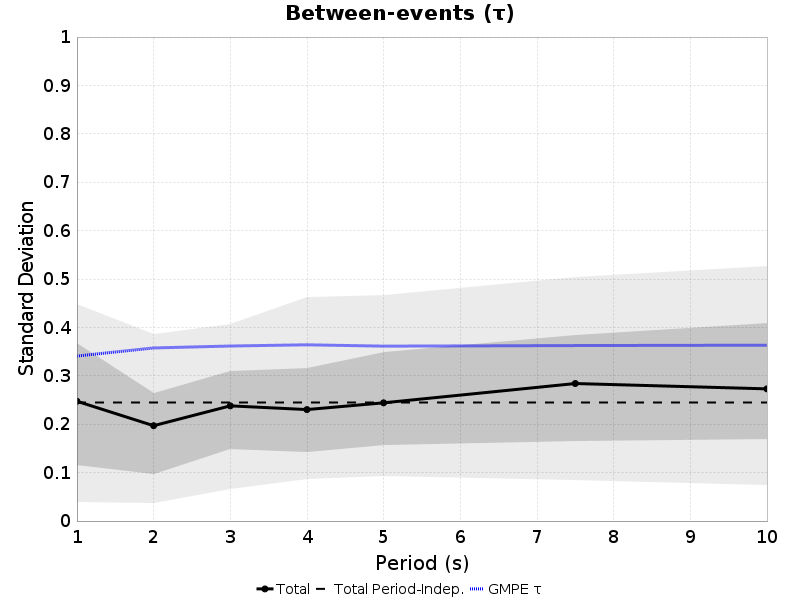 Between-events (τ)
1
0.9
0.8
0.7
0.6
0.5
0.4
0.3
0.2
0.1
0
Standard Deviation
1 2 3 4 5 6 7 8 9 10
Period (s)
Total Total Period-Indep. GMPE τ